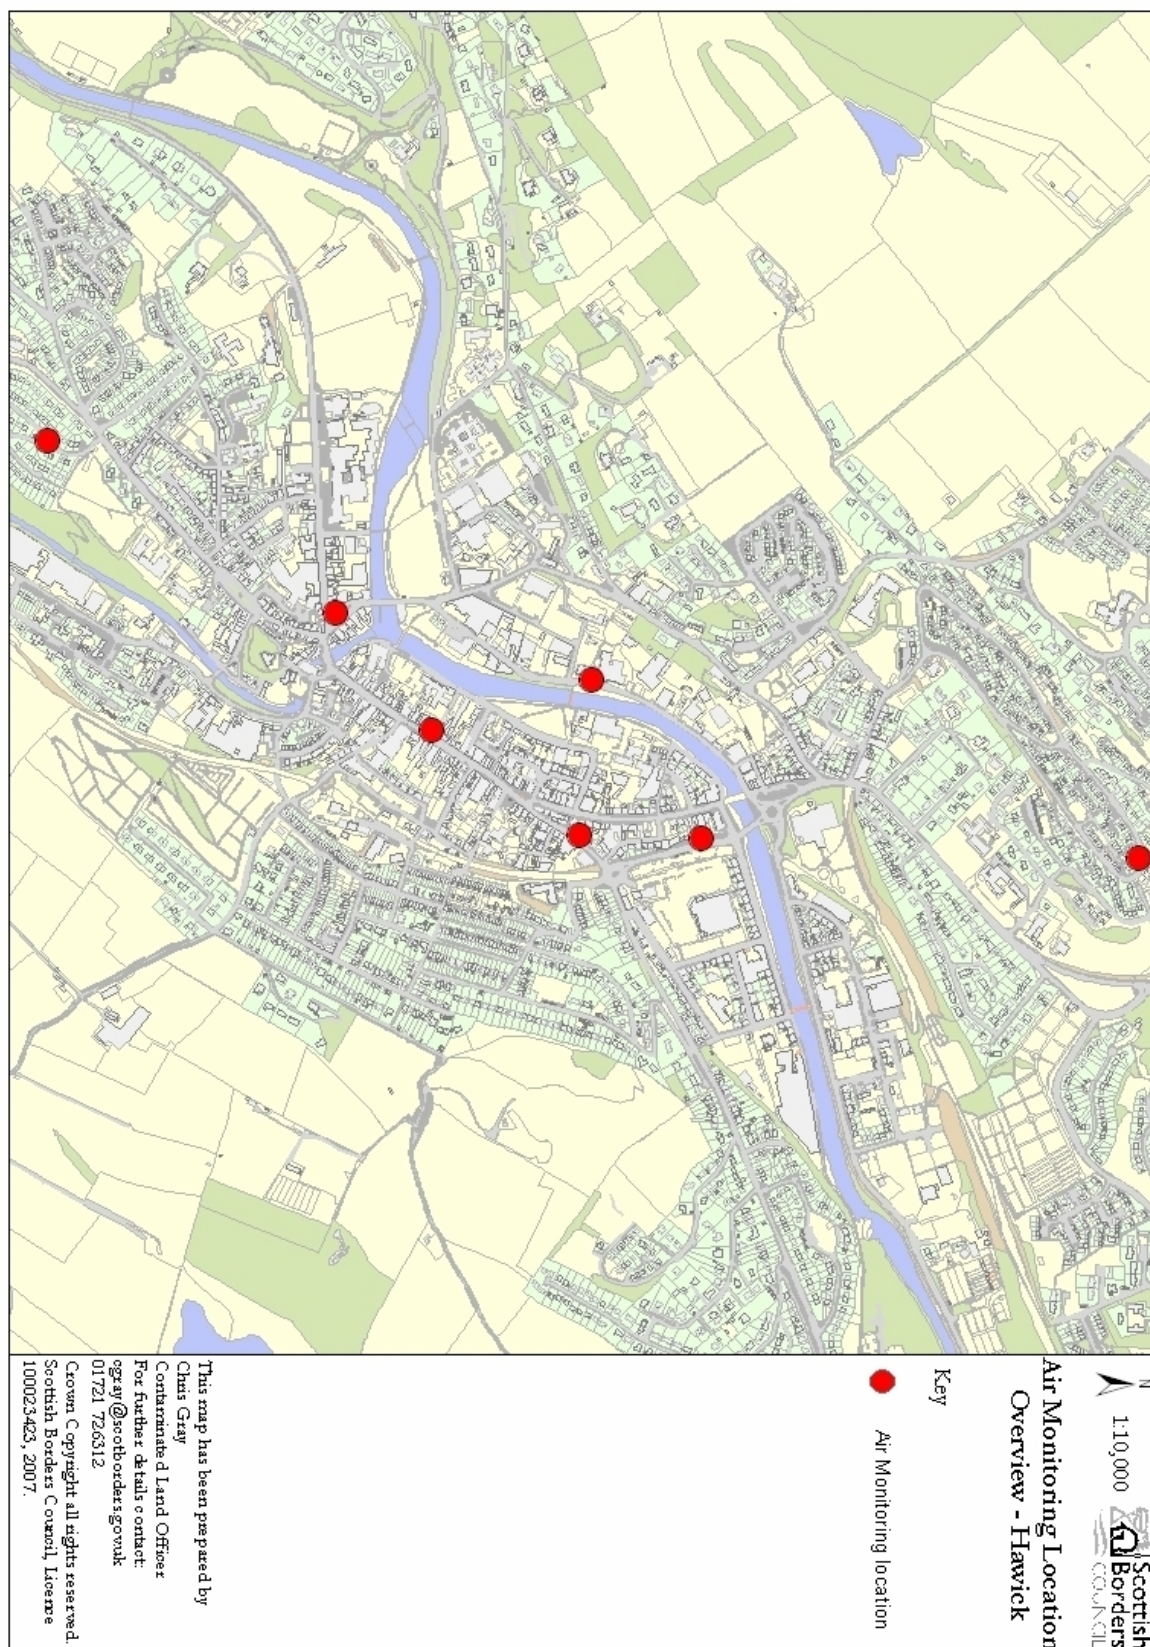 N
1:10,000
Scottish
Borders
COUNCIL
Air Monitoring Location
Overview - Hawick
Key
Air Monitoring location
This map has been prepared by
Chris Gray
Contaminated Land Officer
For further details contact:
cgray@scotborders.gov.uk
01721 726312
Crown Copyright all rights reserved.
Scottish Borders Council, Licence
100023423, 2007.